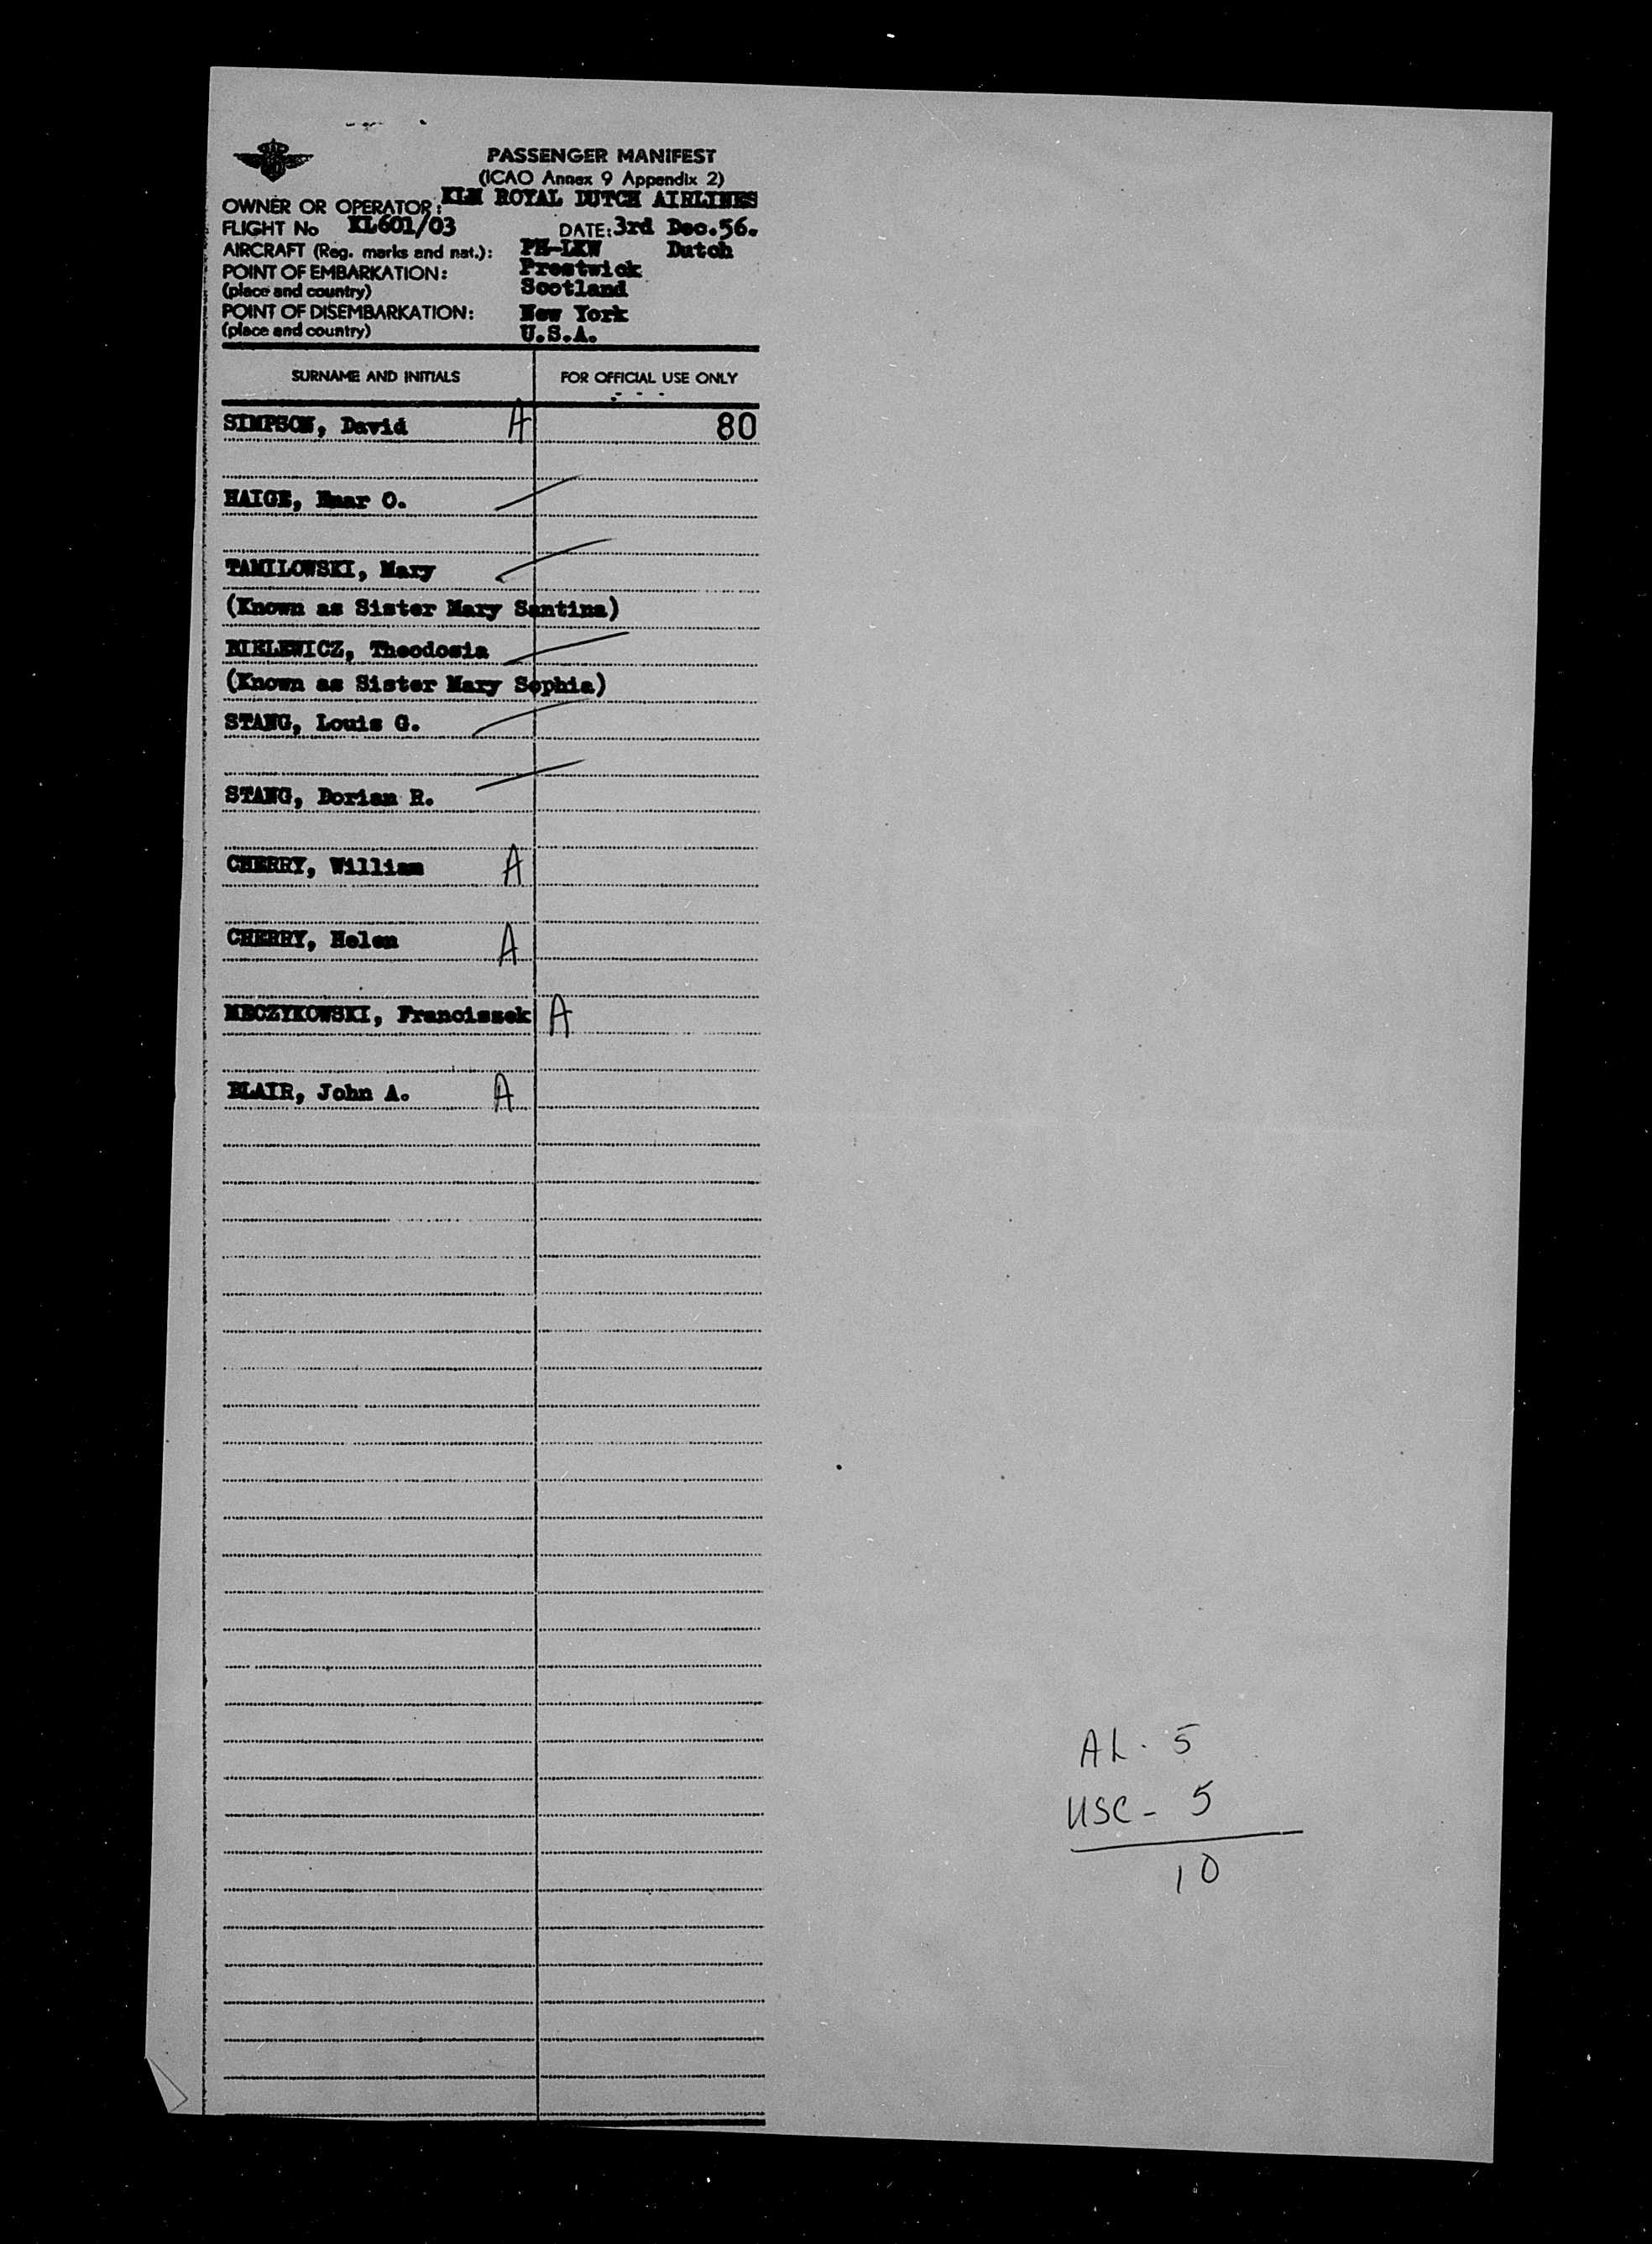 PASSENGER MANIFEST
(ICAO Annex 9 Appendix 2)
OWNER OR OPERATOR: KLM ROYAL DUTCH AIRLINES
FLIGHT No KL601/03 DATE: 3rd Dec. 56.
AIRCRAFT (Reg. marks and nat.): PH-LKW Dutch
POINT OF EMBARKATION: Prestwick
(place and country) Scotland
POINT OF DISEMBARKATION: New York
(place and country) U.S.A.
SURNAME AND INITIALS FOR OFFICIAL USE ONLY
SIMPSON, David A 80
HAIGE, O.
TAMILOWSKI, Mary
(Known as Sister Mary Santina)
BIELEWICZ, Theodosia
(Known as Sister Mary Sophia)
STANG, Louis G.
STANG, Dorian R.
CHERRY, William A
CHERRY, Helen A
MECZYKOWSKI, Franciszek A
BLAIR, John A. A
AL. 5
USC - 5
10